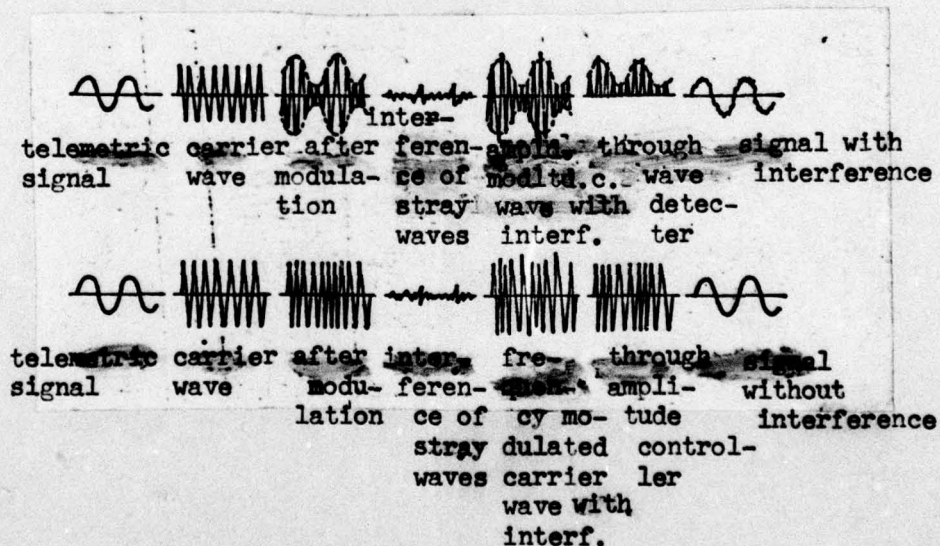 telemetric signal
carrier wave
after modula-
tion
inter-
feren-
ce of
stray
waves
ampl.
modltd.c.
wave with
interf.
through
wave
detec-
ter
signal with
interference
telemetric
signal
carrier
wave
after
modu-
lation
inter-
feren-
ce of
stray
waves
fre-
quen-
cy mo-
dulated
carrier
wave with
interf.
through
ampli-
tude
control-
ler
signal
without
interference